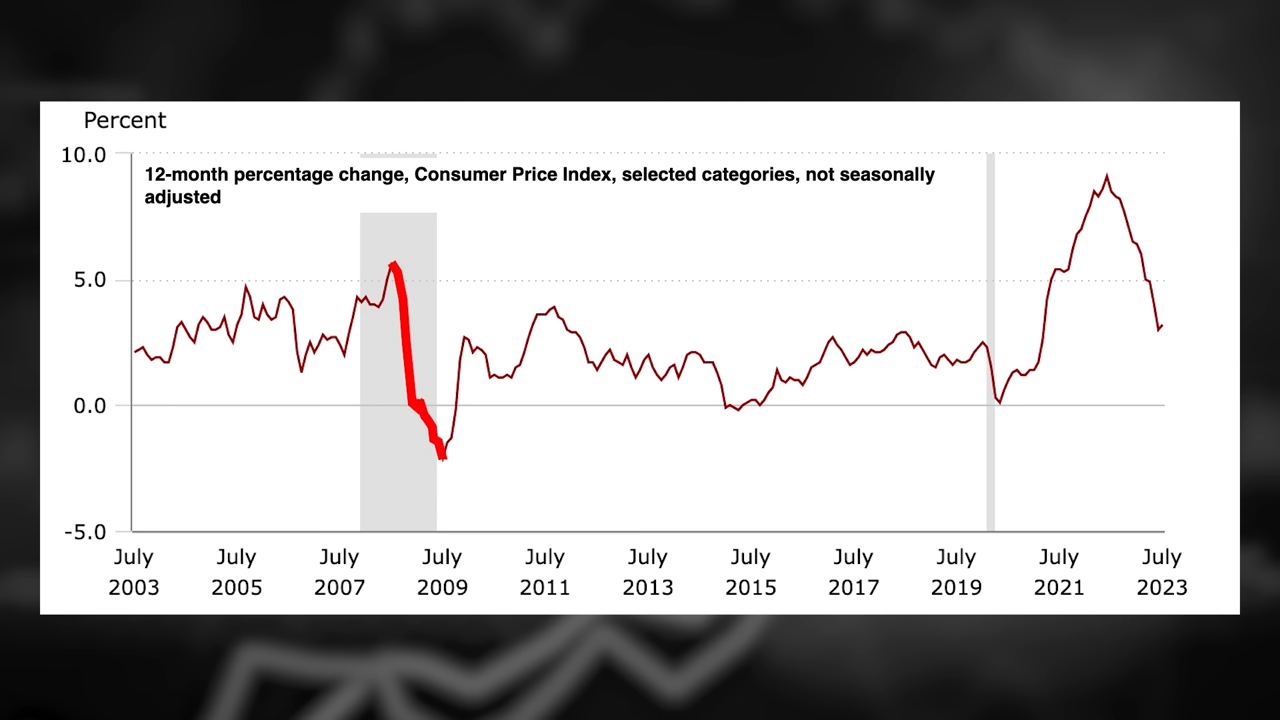 Percent
10.0
12-month percentage change, Consumer Price Index, selected categories, not seasonally
adjusted
5.0
0.0
-5.0
July July July July July July July July July July July
2003 2005 2007 2009 2011 2013 2015 2017 2019 2021 2023